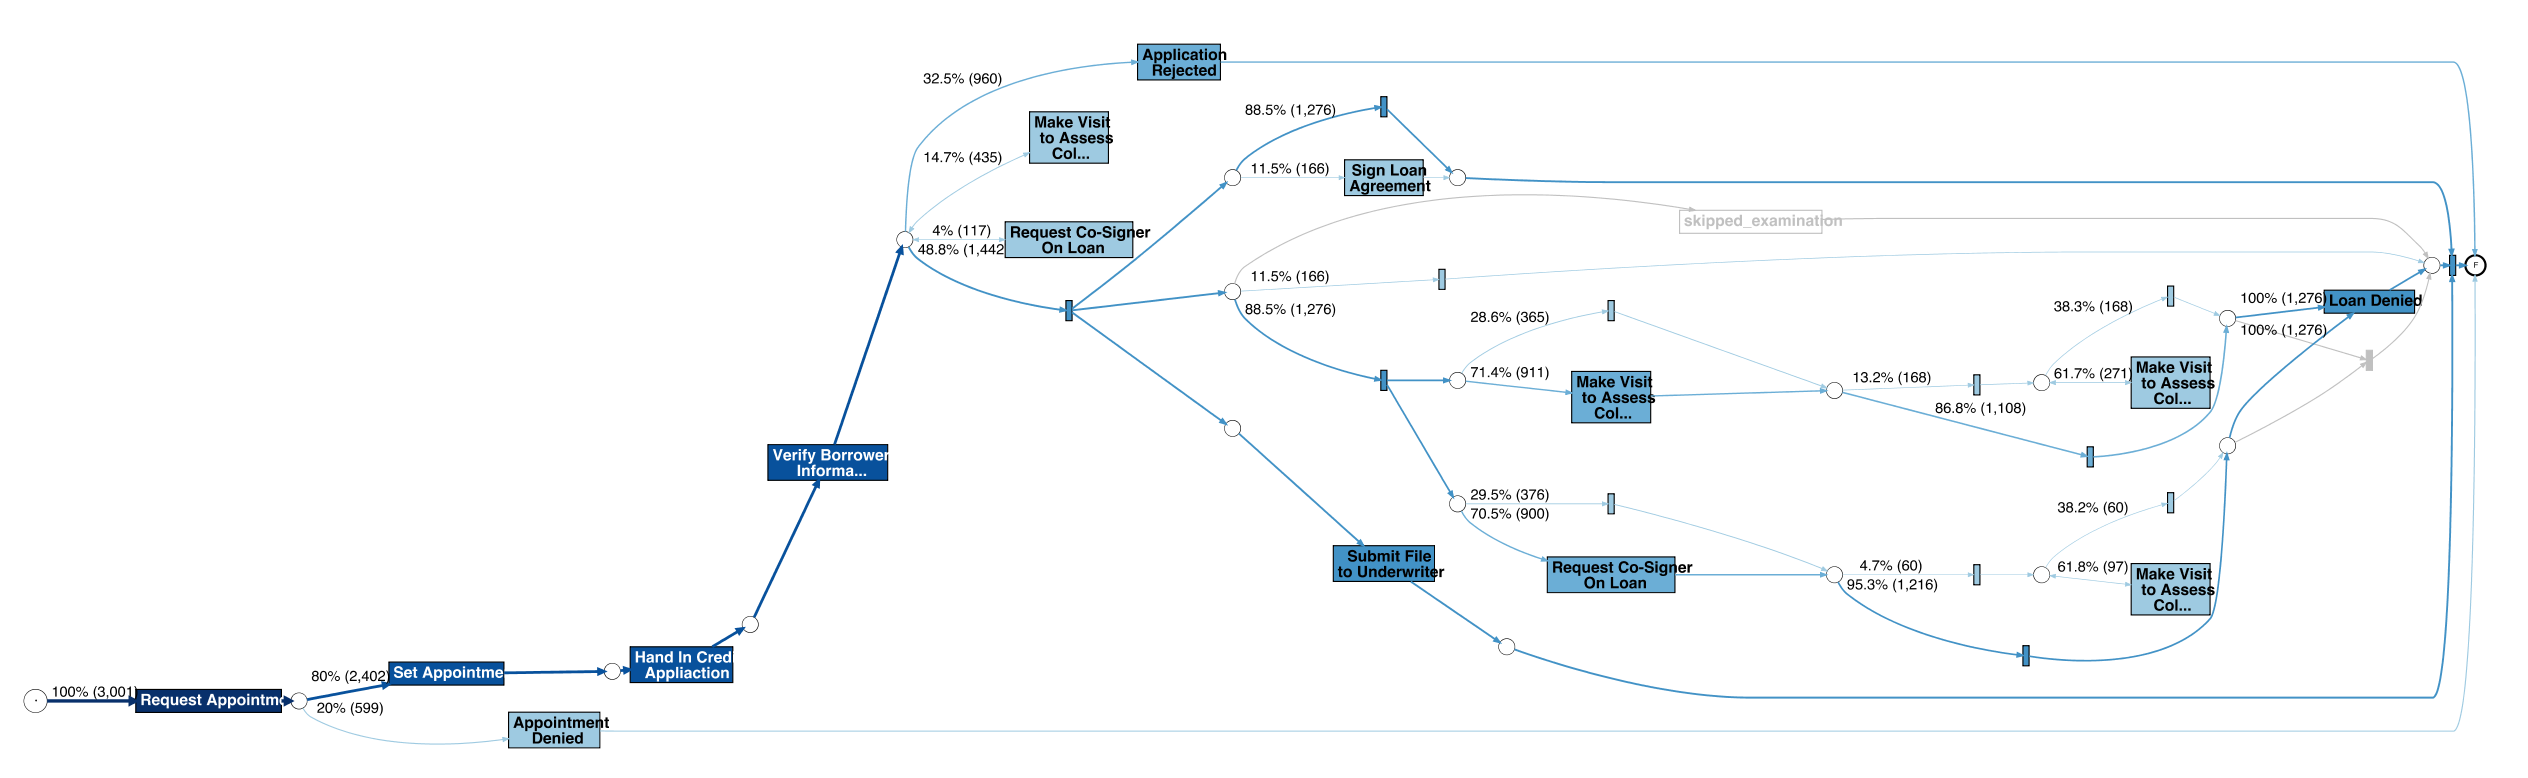 Application
Rejected
32.5% (960)
Make Visit
to Assess
Col...
14.7% (435)
4% (117)
48.8% (1,442
Request Co-Signer
On Loan
88.5% (1,276)
11.5% (166)
Sign Loan
Agreement
skipped_examination
11.5% (166)
88.5% (1,276)
28.6% (365)
71.4% (911)
Make Visit
to Assess
Col...
13.2% (168)
86.8% (1,108)
38.3% (168)
61.7% (271)
Make Visit
to Assess
Col...
100% (1,276)
100% (1,276)
Loan Denied
F
Verify Borrower
Informa...
29.5% (376)
70.5% (900)
Request Co-Signer
On Loan
4.7% (60)
95.3% (1,216)
38.2% (60)
61.8% (97)
Make Visit
to Assess
Col...
Submit File
to Underwriter
Hand In Cred
Appliaction
100% (3,001)
Request Appointme
80% (2,402)
20% (599)
Set Appointme
Appointment
Denied